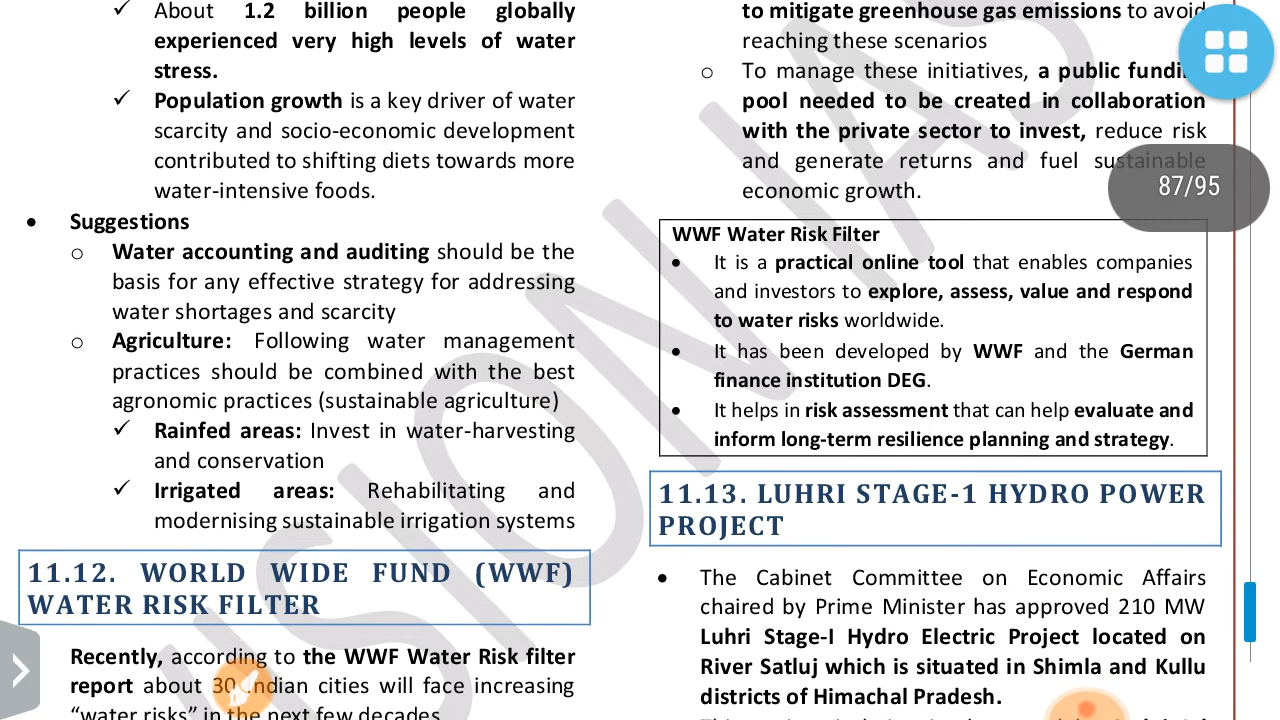 ✓ About 1.2 billion people globally
experienced very high levels of water
stress.
✓ Population growth is a key driver of water
scarcity and socio-economic development
contributed to shifting diets towards more
water-intensive foods.
• Suggestions
o Water accounting and auditing should be the
basis for any effective strategy for addressing
water shortages and scarcity
o Agriculture: Following water management
practices should be combined with the best
agronomic practices (sustainable agriculture)
✓ Rainfed areas: Invest in water-harvesting
and conservation
✓ Irrigated areas: Rehabilitating and
modernising sustainable irrigation systems
11.12. WORLD WIDE FUND (WWF)
WATER RISK FILTER
Recently, according to the WWF Water Risk filter
report about 30 Indian cities will face increasing
“water risks” in the next few decades
to mitigate greenhouse gas emissions to avoid
reaching these scenarios
o To manage these initiatives, a public funding
pool needed to be created in collaboration
with the private sector to invest, reduce risk
and generate returns and fuel sustainable
economic growth.
87/95
WWF Water Risk Filter
• It is a practical online tool that enables companies
and investors to explore, assess, value and respond
to water risks worldwide.
• It has been developed by WWF and the German
finance institution DEG.
• It helps in risk assessment that can help evaluate and
inform long-term resilience planning and strategy.
11.13. LUHRI STAGE-1 HYDRO POWER
PROJECT
• The Cabinet Committee on Economic Affairs
chaired by Prime Minister has approved 210 MW
Luhri Stage-I Hydro Electric Project located on
River Satluj which is situated in Shimla and Kullu
districts of Himachal Pradesh.
VISION IAS